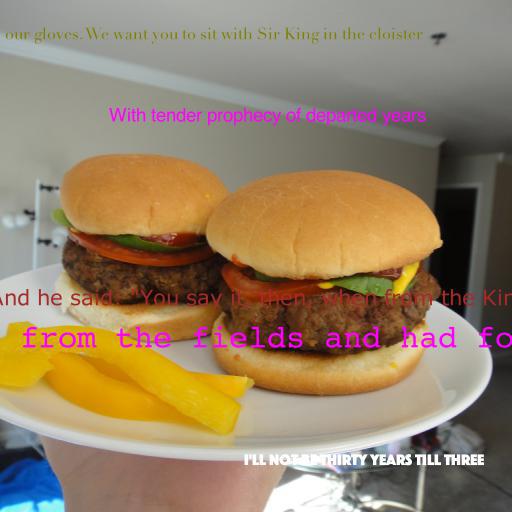 our gloves. We want you to sit with Sir King in the cloister
With tender prophecy of departed years
And he said: "You say it, then, when from the Kin
from the fields and had fo
I'LL NOT BE THIRTY YEARS TILL THREE